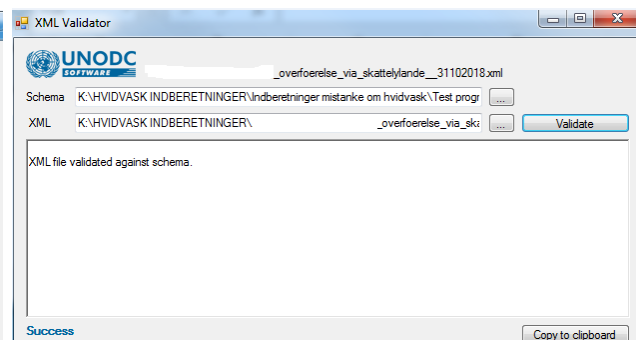 XML Validator
UNODC
SOFTWARE
_overfoerelse_via_skattelylande__31102018.xml
Schema K:\HVIDVASK INDBERETNINGER\Indberetninger mistanke om hvidvask\Test progr ...
XML K:\HVIDVASK INDBERETNINGER\ _overfoerelse_via_ska ... Validate
XML file validated against schema.
Success Copy to clipboard